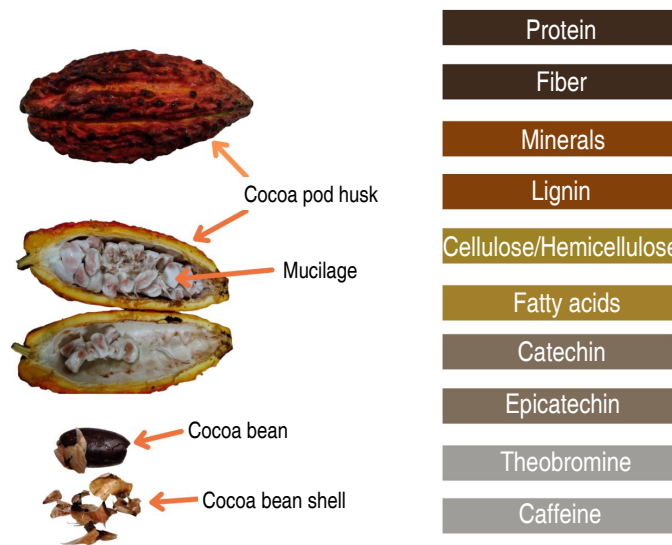 Protein
Fiber
Minerals
Cocoa pod husk
Lignin
Cellulose/Hemicellulose
Mucilage
Fatty acids
Catechin
Epicatechin
Cocoa bean
Theobromine
Cocoa bean shell
Caffeine